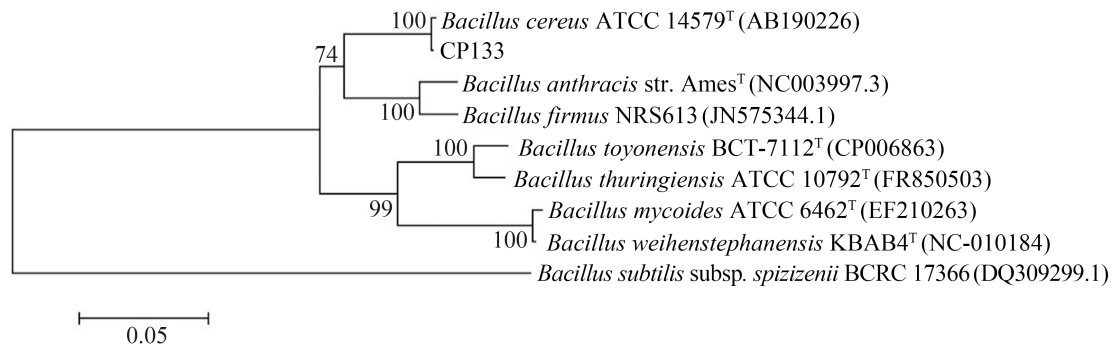 100 Bacillus cereus ATCC 14579ᵀ (AB190226)
CP133
74
Bacillus anthracis str. Amesᵀ (NC003997.3)
100
Bacillus firmus NRS613 (JN575344.1)
100 Bacillus toyonensis BCT-7112ᵀ (CP006863)
Bacillus thuringiensis ATCC 10792ᵀ (FR850503)
99
Bacillus mycoides ATCC 6462ᵀ (EF210263)
100 Bacillus weihenstephanensis KBAB4ᵀ (NC-010184)
Bacillus subtilis subsp. spizizenii BCRC 17366 (DQ309299.1)
0.05